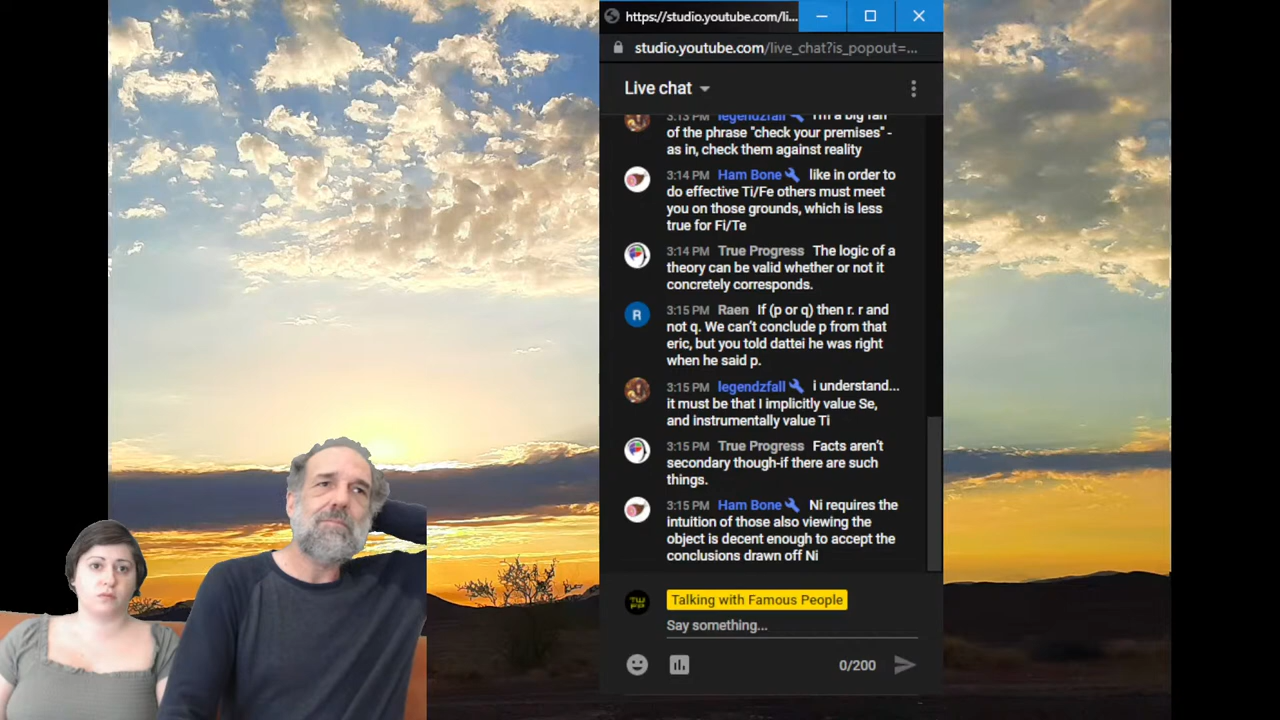 https://studio.youtube.com/li...
studio.youtube.com/live_chat?is_popout=...
Live chat
3:13 PM legendzfall I'm a big fan
of the phrase "check your premises" -
as in, check them against reality
3:14 PM Ham Bone like in order to
do effective Ti/Fe others must meet
you on those grounds, which is less
true for Fi/Te
3:14 PM True Progress The logic of a
theory can be valid whether or not it
concretely corresponds.
3:15 PM Raen If (p or q) then r. r and
not q. We can't conclude p from that
eric, but you told dattei he was right
when he said p.
R
3:15 PM legendzfall i understand...
it must be that I implicitly value Se,
and instrumentally value Ti
3:15 PM True Progress Facts aren't
secondary though-if there are such
things.
3:15 PM Ham Bone Ni requires the
intuition of those also viewing the
object is decent enough to accept the
conclusions drawn off Ni
TWFP
Talking with Famous People
Say something...
0/200